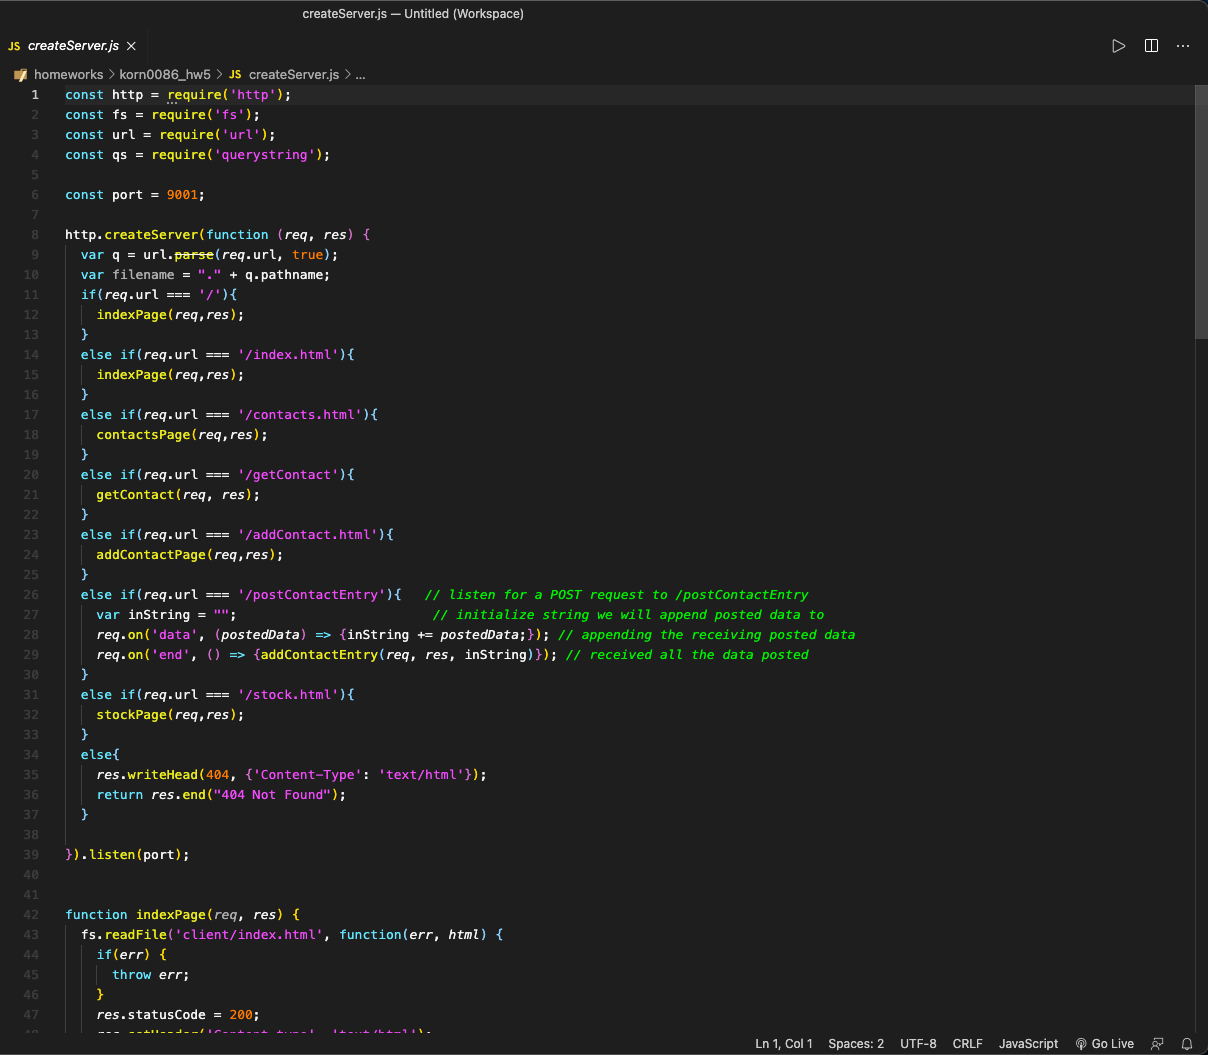 createServer.js — Untitled (Workspace)
JS createServer.js ×
homeworks > korn0086_hw5 > JS createServer.js > ...
1 const http = require('http');
2 const fs = require('fs');
3 const url = require('url');
4 const qs = require('querystring');
5
6 const port = 9001;
7
8 http.createServer(function (req, res) {
9 var q = url.parse(req.url, true);
10 var filename = "." + q.pathname;
11 if(req.url === '/'){
12 indexPage(req,res);
13 }
14 else if(req.url === '/index.html'){
15 indexPage(req,res);
16 }
17 else if(req.url === '/contacts.html'){
18 contactsPage(req,res);
19 }
20 else if(req.url === '/getContact'){
21 getContact(req, res);
22 }
23 else if(req.url === '/addContact.html'){
24 addContactPage(req,res);
25 }
26 else if(req.url === '/postContactEntry'){ // listen for a POST request to /postContactEntry
27 var inString = ""; // initialize string we will append posted data to
28 req.on('data', (postedData) => {inString += postedData;}); // appending the receiving posted data
29 req.on('end', () => {addContactEntry(req, res, inString)}); // received all the data posted
30 }
31 else if(req.url === '/stock.html'){
32 stockPage(req,res);
33 }
34 else{
35 res.writeHead(404, {'Content-Type': 'text/html'});
36 return res.end("404 Not Found");
37 }
38
39 }).listen(port);
40
41
42 function indexPage(req, res) {
43 fs.readFile('client/index.html', function(err, html) {
44 if(err) {
45 throw err;
46 }
47 res.statusCode = 200;
48 res.setHeader('Content-type', 'text/html');
Ln 1, Col 1 Spaces: 2 UTF-8 CRLF JavaScript Go Live